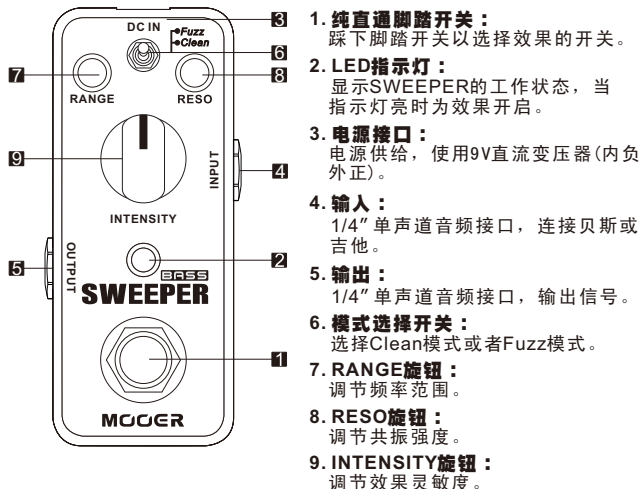 DC IN
Fuzz
Clean
3
6
7
8
RANGE
RESO
9
INPUT
4
INTENSITY
OUTPUT
5
2
BASS
SWEEPER
1
MOOER
1. 纯直通脚踏开关：
踩下脚踏开关以选择效果的开关。
2. LED指示灯：
显示SWEEPER的工作状态，当
指示灯亮时为效果开启。
3. 电源接口：
电源供给，使用9V直流变压器(内负
外正)。
4. 输入：
1/4" 单声道音频接口，连接贝斯或
吉他。
5. 输出：
1/4" 单声道音频接口，输出信号。
6. 模式选择开关：
选择Clean模式或者Fuzz模式。
7. RANGE旋钮：
调节频率范围。
8. RESO旋钮：
调节共振强度。
9. INTENSITY旋钮：
调节效果灵敏度。